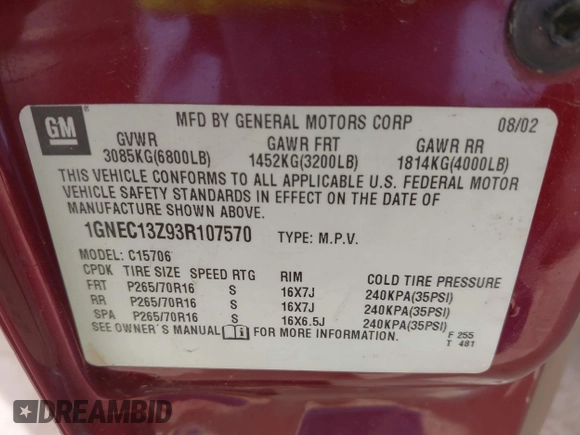 GM ®
MFD BY GENERAL MOTORS CORP 08/02
GVWR GAWR FRT GAWR RR
3085KG(6800LB) 1452KG(3200LB) 1814KG(4000LB)
THIS VEHICLE CONFORMS TO ALL APPLICABLE U.S. FEDERAL MOTOR
VEHICLE SAFETY STANDARDS IN EFFECT ON THE DATE OF
MANUFACTURE SHOWN ABOVE.
1GNEC13Z93R107570 TYPE: M.P.V.
MODEL: C15706
CPDK TIRE SIZE SPEED RTG RIM COLD TIRE PRESSURE
FRT P265/70R16 S 16X7J 240KPA(35PSI)
RR P265/70R16 S 16X7J 240KPA(35PSI)
SPA P265/70R16 S 16X6.5J 240KPA(35PSI)
SEE OWNER'S MANUAL FOR MORE INFORMATION.
F 255
T 481
DREAMBID